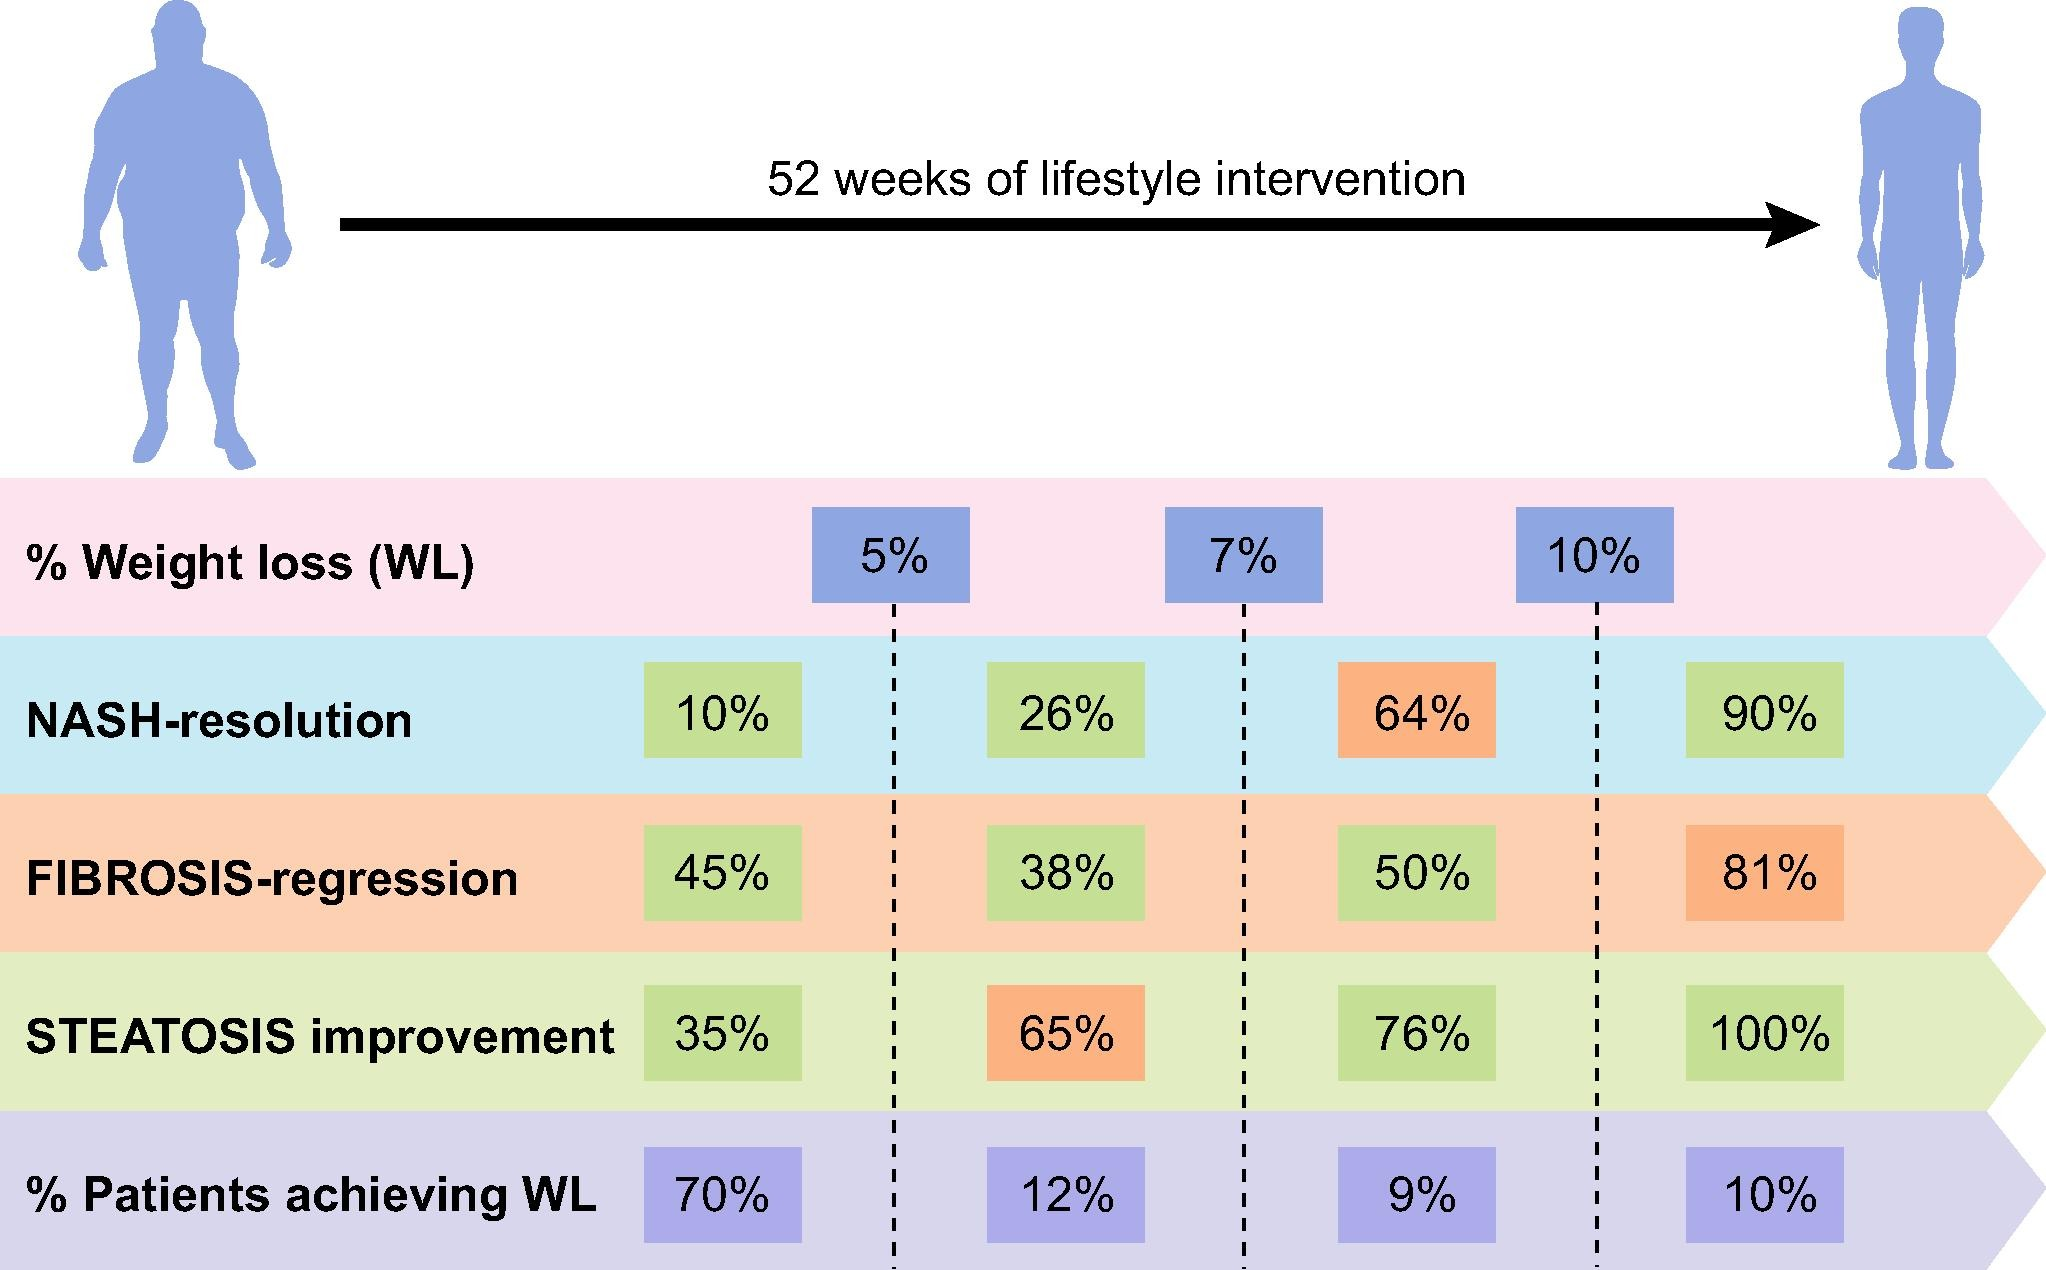 52 weeks of lifestyle intervention
% Weight loss (WL) 5% 7% 10%
NASH-resolution 10% 26% 64% 90%
FIBROSIS-regression 45% 38% 50% 81%
STEATOSIS improvement 35% 65% 76% 100%
% Patients achieving WL 70% 12% 9% 10%